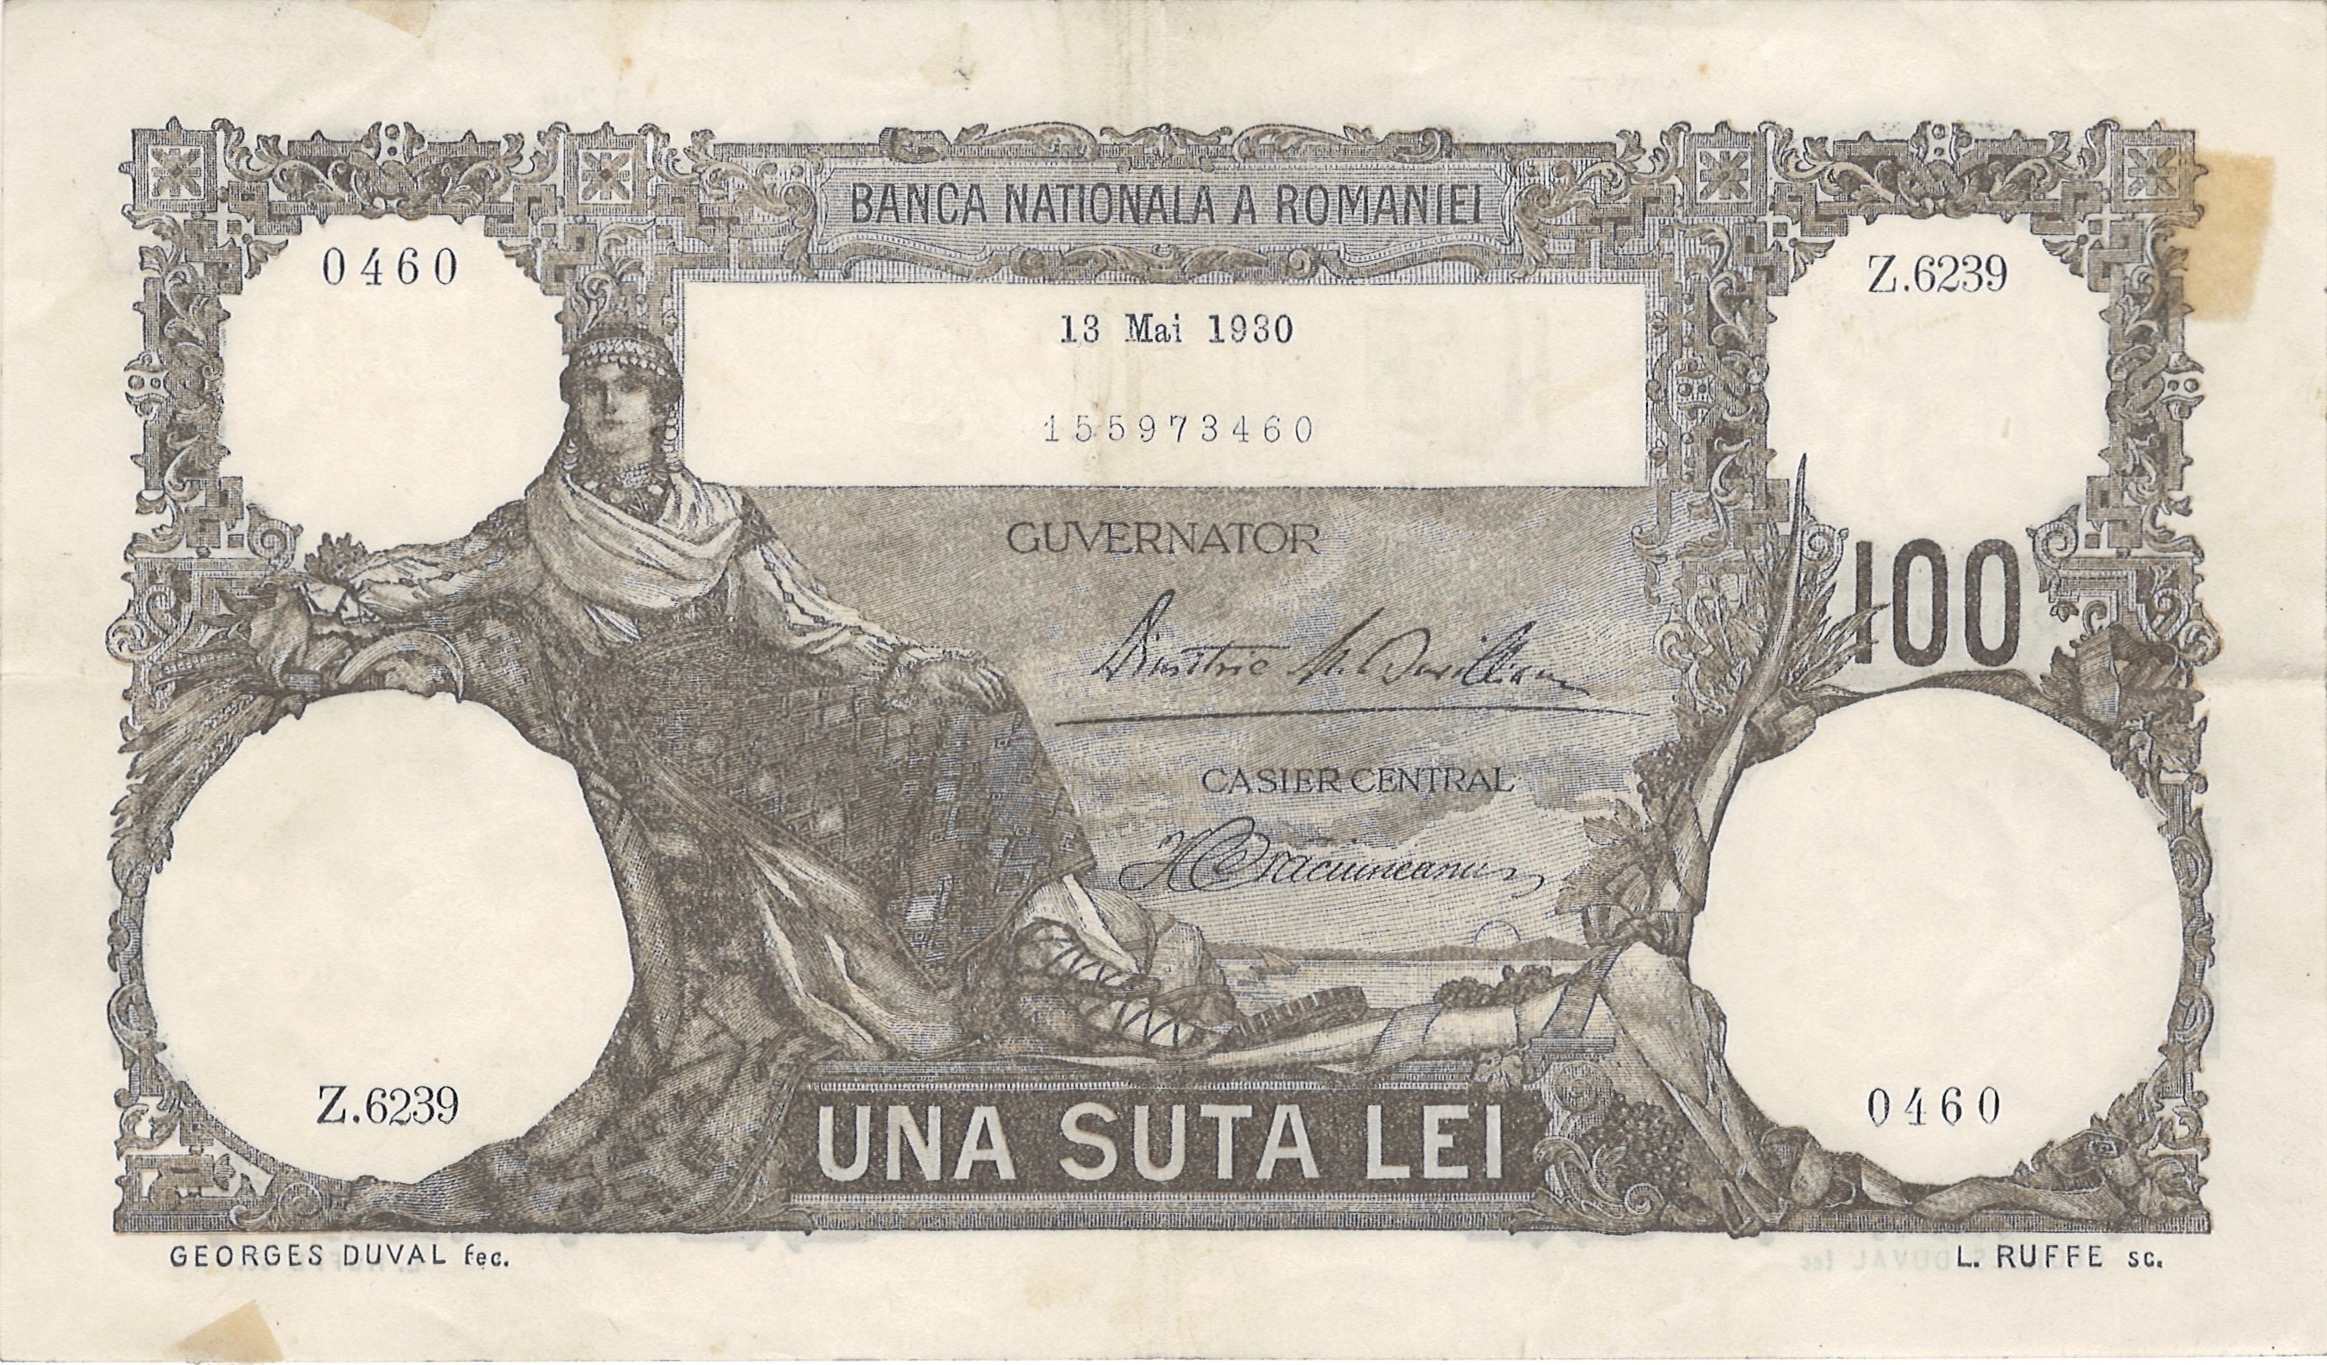 BANCA NATIONALA A ROMANIEI
0460
Z.6239
13 Mai 1930
155973460
GUVERNATOR
100
CASIER CENTRAL
Z.6239
0460
UNA SUTA LEI
GEORGES DUVAL fec.
L. RUFFE sc.